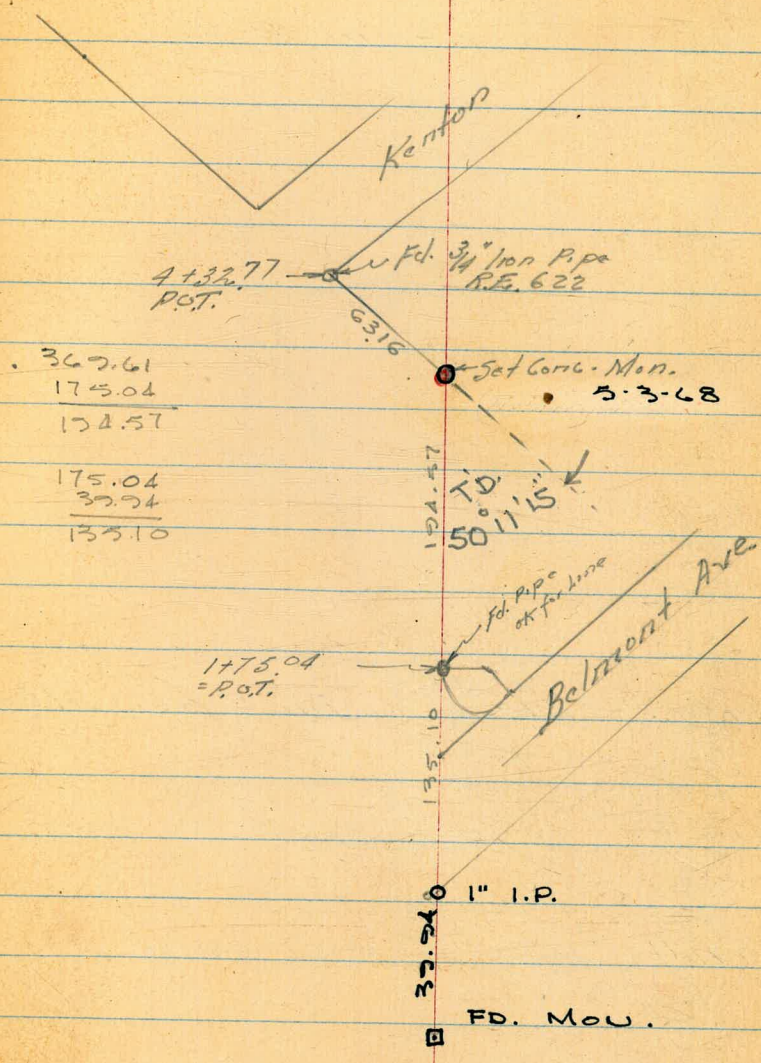 Kenton
Fd. 3/4" Iron Pipe
R.E. 622
4+32.77
P.O.T.
63.16
Set Conc. Mon.
5-3-68
369.61
175.04
194.57
175.04
39.94
135.10
194.57
T.D.
50° 11' 15"
Fd. Pipe
ok for Line
Belmont Ave.
1+75.04
= P.O.T.
135.10
1" I.P.
39.94
FD. MON.